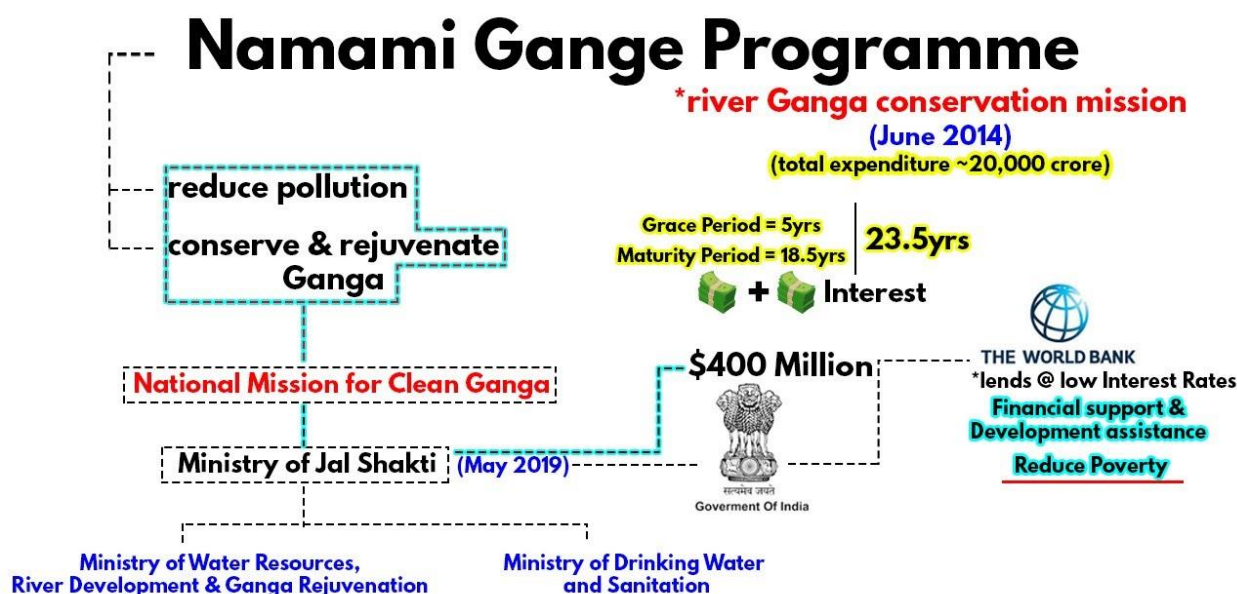 Namami Gange Programme
*river Ganga conservation mission
(June 2014)
(total expenditure ~20,000 crore)
reduce pollution
conserve & rejuvenate
Ganga
Grace Period = 5yrs
Maturity Period = 18.5yrs
23.5yrs
+ Interest
National Mission for Clean Ganga
$400 Million
THE WORLD BANK
*lends @ low Interest Rates
Financial support &
Development assistance
Reduce Poverty
Ministry of Jal Shakti (May 2019)
सत्यमेव जयते
Goverment Of India
Ministry of Water Resources,
River Development & Ganga Rejuvenation
Ministry of Drinking Water
and Sanitation